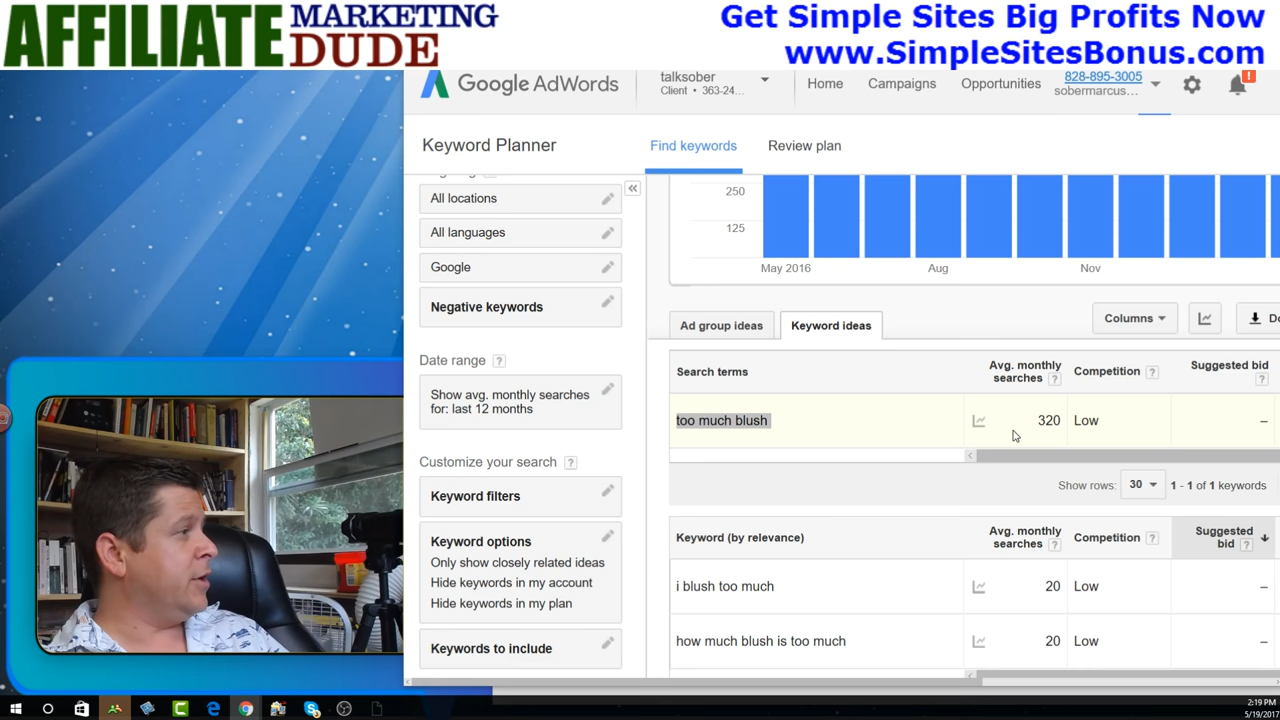 AFFILIATE MARKETING DUDE
Get Simple Sites Big Profits Now
www.SimpleSitesBonus.com
Google AdWords
talksober
Client • 363-24...
Home
Campaigns
Opportunities
828-895-3005
sobermarcus...
!
Keyword Planner
Find keywords
Review plan
All locations
All languages
Google
Negative keywords
Date range ?
Show avg. monthly searches
for: last 12 months
Customize your search ?
Keyword filters
Keyword options
Only show closely related ideas
Hide keywords in my account
Hide keywords in my plan
Keywords to include
250
125
May 2016
Aug
Nov
Ad group ideas
Keyword ideas
Columns
Search terms
Avg. monthly
searches ?
Competition ?
Suggested bid
?
too much blush
320
Low
–
Show rows: 30
1 - 1 of 1 keywords
Keyword (by relevance)
Avg. monthly
searches ?
Competition ?
Suggested
bid ?
i blush too much
20
Low
–
how much blush is too much
20
Low
–
2:19 PM
5/19/2017